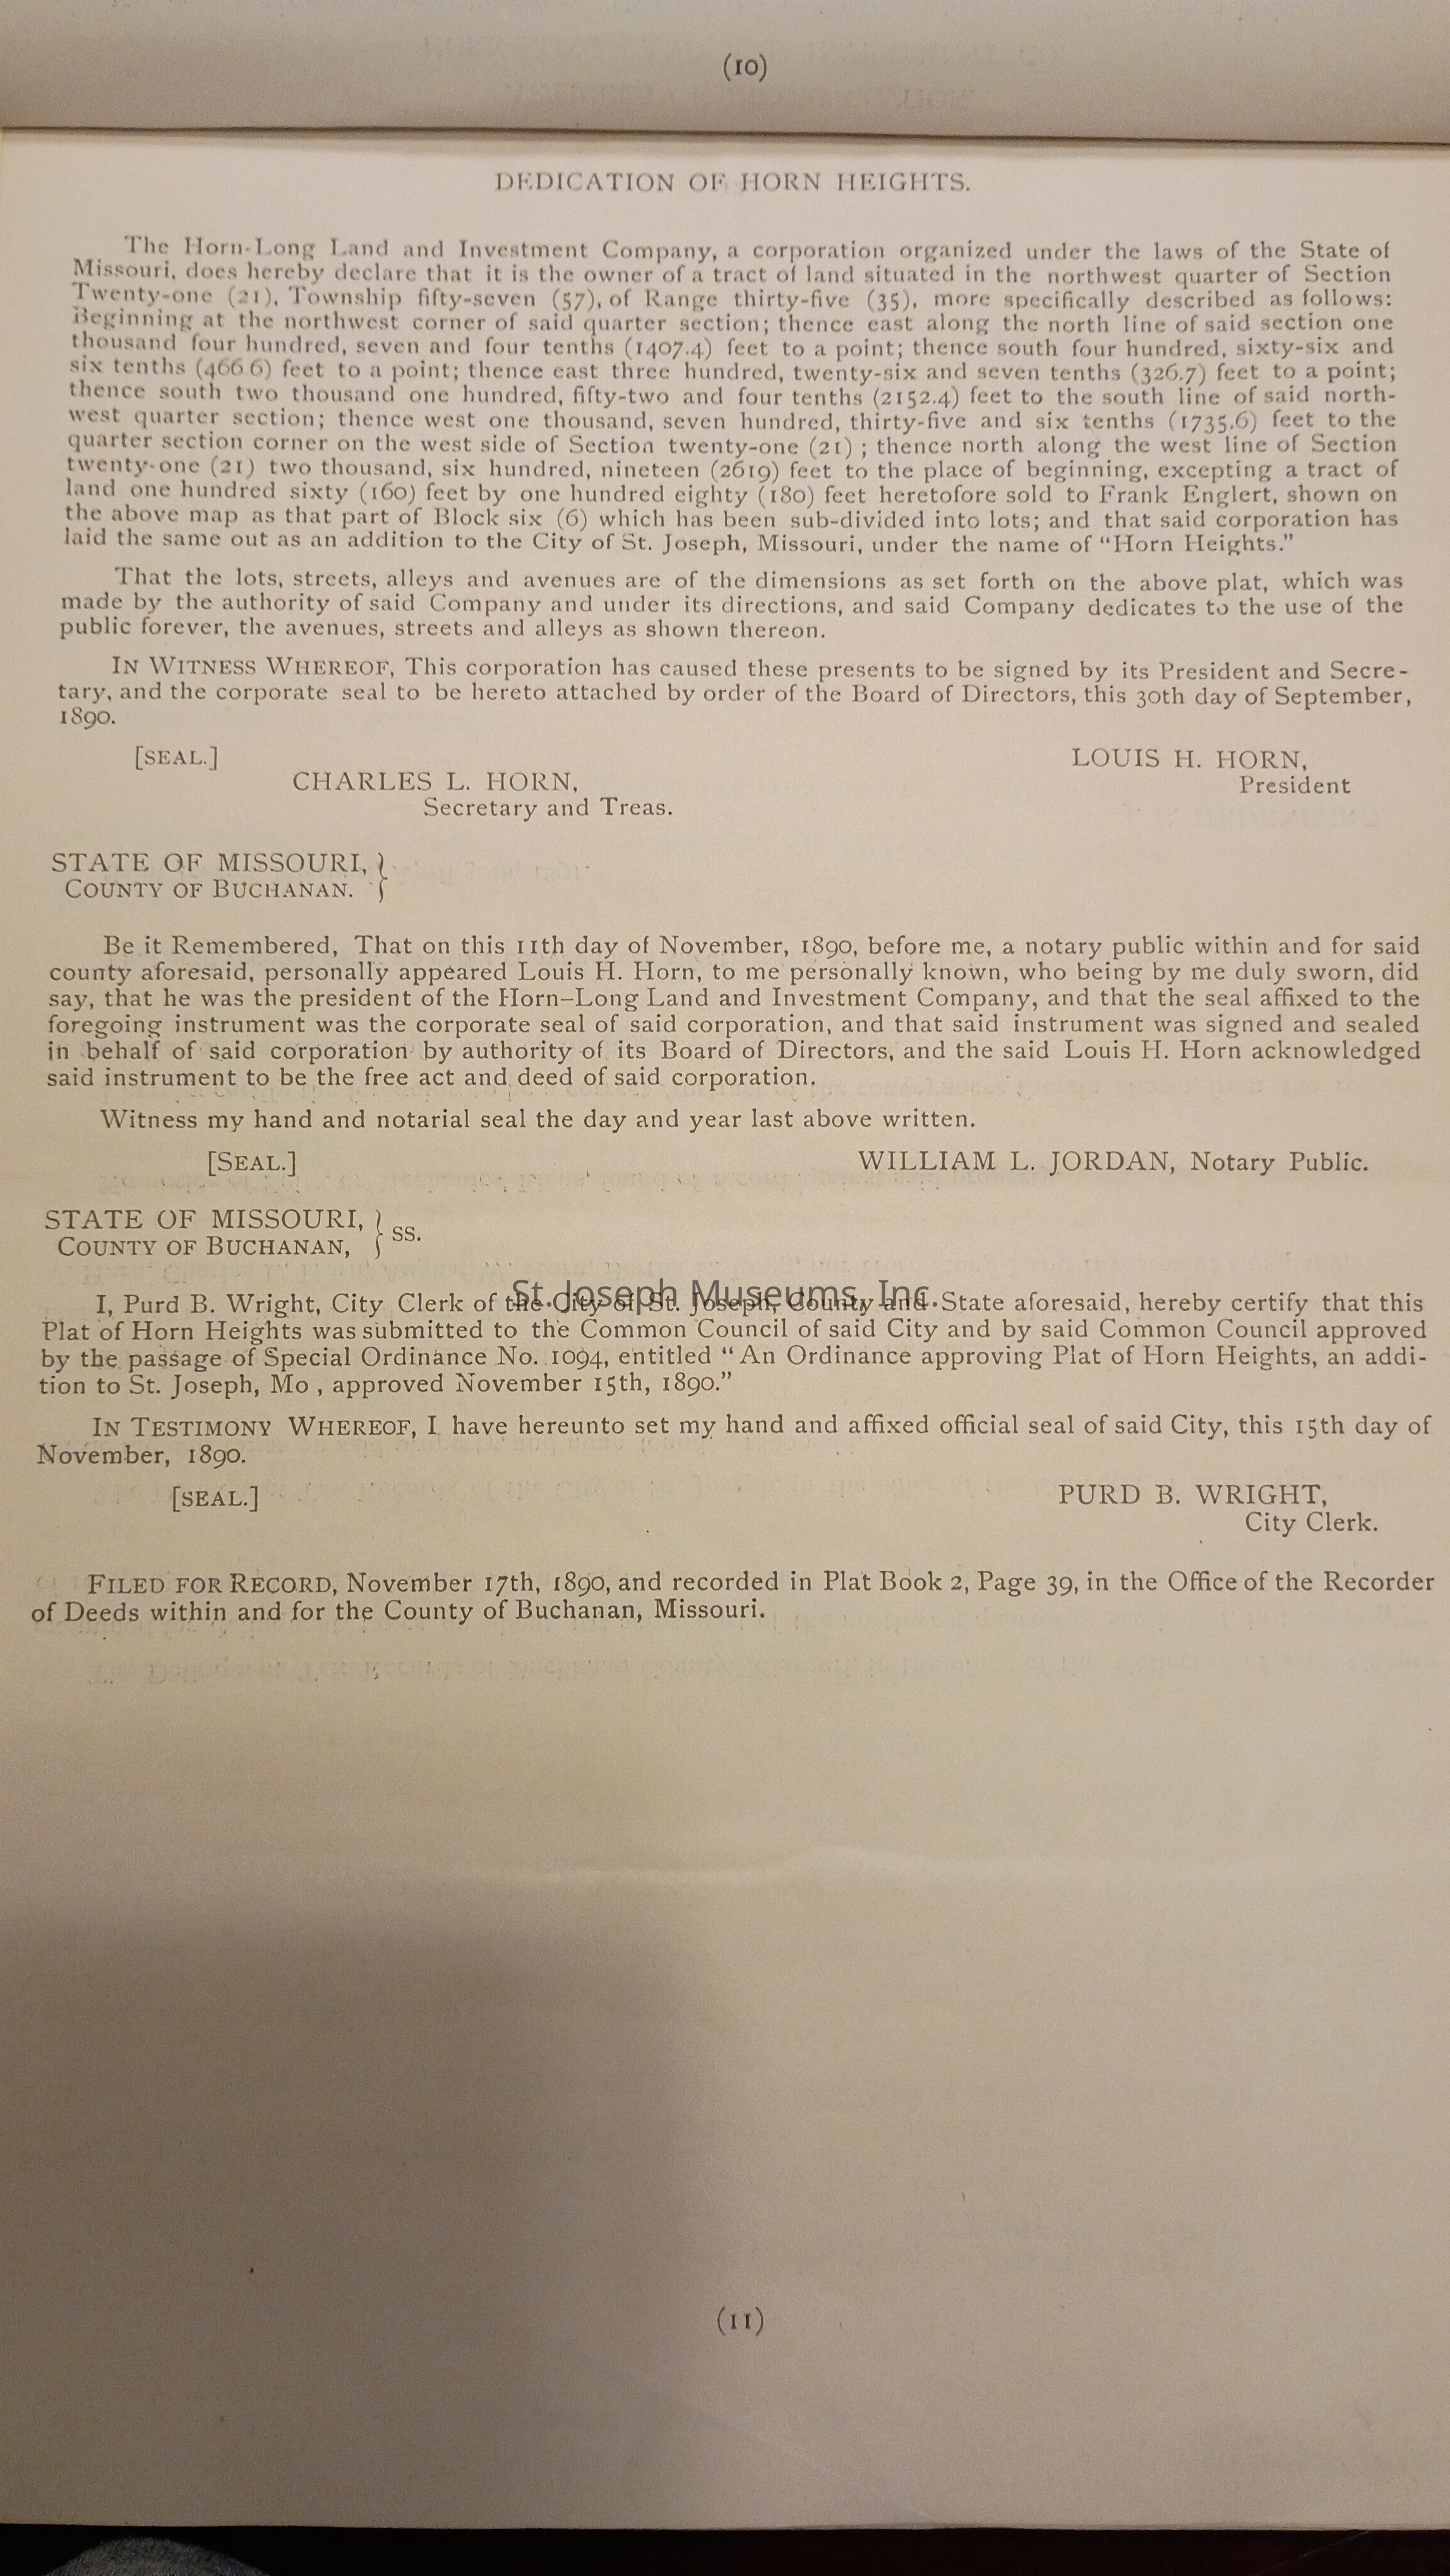 (10)
DEDICATION OF HORN HEIGHTS.
The Horn-Long Land and Investment Company, a corporation organized under the laws of the State of
Missouri, does hereby declare that it is the owner of a tract of land situated in the northwest quarter of Section
Twenty-one (21), Township fifty-seven (57), of Range thirty-five (35), more specifically described as follows:
Beginning at the northwest corner of said quarter section; thence east along the north line of said section one
thousand four hundred, seven and four tenths (1407.4) feet to a point; thence south four hundred, sixty-six and
six tenths (466 6) feet to a point; thence east three hundred, twenty-six and seven tenths (326.7) feet to a point;
thence south two thousand one hundred, fifty-two and four tenths (2152.4) feet to the south line of said north-
west quarter section; thence west one thousand, seven hundred, thirty-five and six tenths (1735.6) feet to the
quarter section corner on the west side of Section twenty-one (21) ; thence north along the west line of Section
twenty-one (21) two thousand, six hundred, nineteen (2619) feet to the place of beginning, excepting a tract of
land one hundred sixty (160) feet by one hundred eighty (180) feet heretofore sold to Frank Englert, shown on
the above map as that part of Block six (6) which has been sub-divided into lots; and that said corporation has
laid the same out as an addition to the City of St. Joseph, Missouri, under the name of “Horn Heights.”
That the lots, streets, alleys and avenues are of the dimensions as set forth on the above plat, which was
made by the authority of said Company and under its directions, and said Company dedicates to the use of the
public forever, the avenues, streets and alleys as shown thereon.
IN WITNESS WHEREOF, This corporation has caused these presents to be signed by its President and Secre-
tary, and the corporate seal to be hereto attached by order of the Board of Directors, this 30th day of September,
1890.
[SEAL.] LOUIS H. HORN,
CHARLES L. HORN, President
Secretary and Treas.
STATE OF MISSOURI, }
COUNTY OF BUCHANAN.
Be it Remembered, That on this 11th day of November, 1890, before me, a notary public within and for said
county aforesaid, personally appeared Louis H. Horn, to me personally known, who being by me duly sworn, did
say, that he was the president of the Horn–Long Land and Investment Company, and that the seal affixed to the
foregoing instrument was the corporate seal of said corporation, and that said instrument was signed and sealed
in behalf of said corporation by authority of its Board of Directors, and the said Louis H. Horn acknowledged
said instrument to be the free act and deed of said corporation.
Witness my hand and notarial seal the day and year last above written.
[SEAL.] WILLIAM L. JORDAN, Notary Public.
STATE OF MISSOURI, } ss.
COUNTY OF BUCHANAN,
St. Joseph Museums, Inc.
I, Purd B. Wright, City Clerk of the City of St. Joseph, County and State aforesaid, hereby certify that this
Plat of Horn Heights was submitted to the Common Council of said City and by said Common Council approved
by the passage of Special Ordinance No. 1094, entitled “An Ordinance approving Plat of Horn Heights, an addi-
tion to St. Joseph, Mo , approved November 15th, 1890.”
IN TESTIMONY WHEREOF, I have hereunto set my hand and affixed official seal of said City, this 15th day of
November, 1890.
[SEAL.] PURD B. WRIGHT,
City Clerk.
FILED FOR RECORD, November 17th, 1890, and recorded in Plat Book 2, Page 39, in the Office of the Recorder
of Deeds within and for the County of Buchanan, Missouri.
(11)